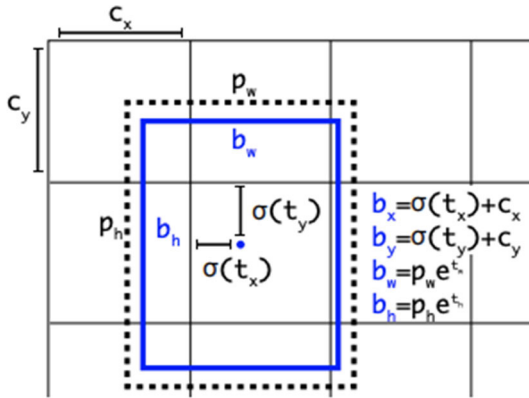 cx
cy
pw
bw
ph
bh
σ(ty)
σ(tx)
bx=σ(tx)+cx
by=σ(ty)+cy
bw=pwe^t
bh=phe^th